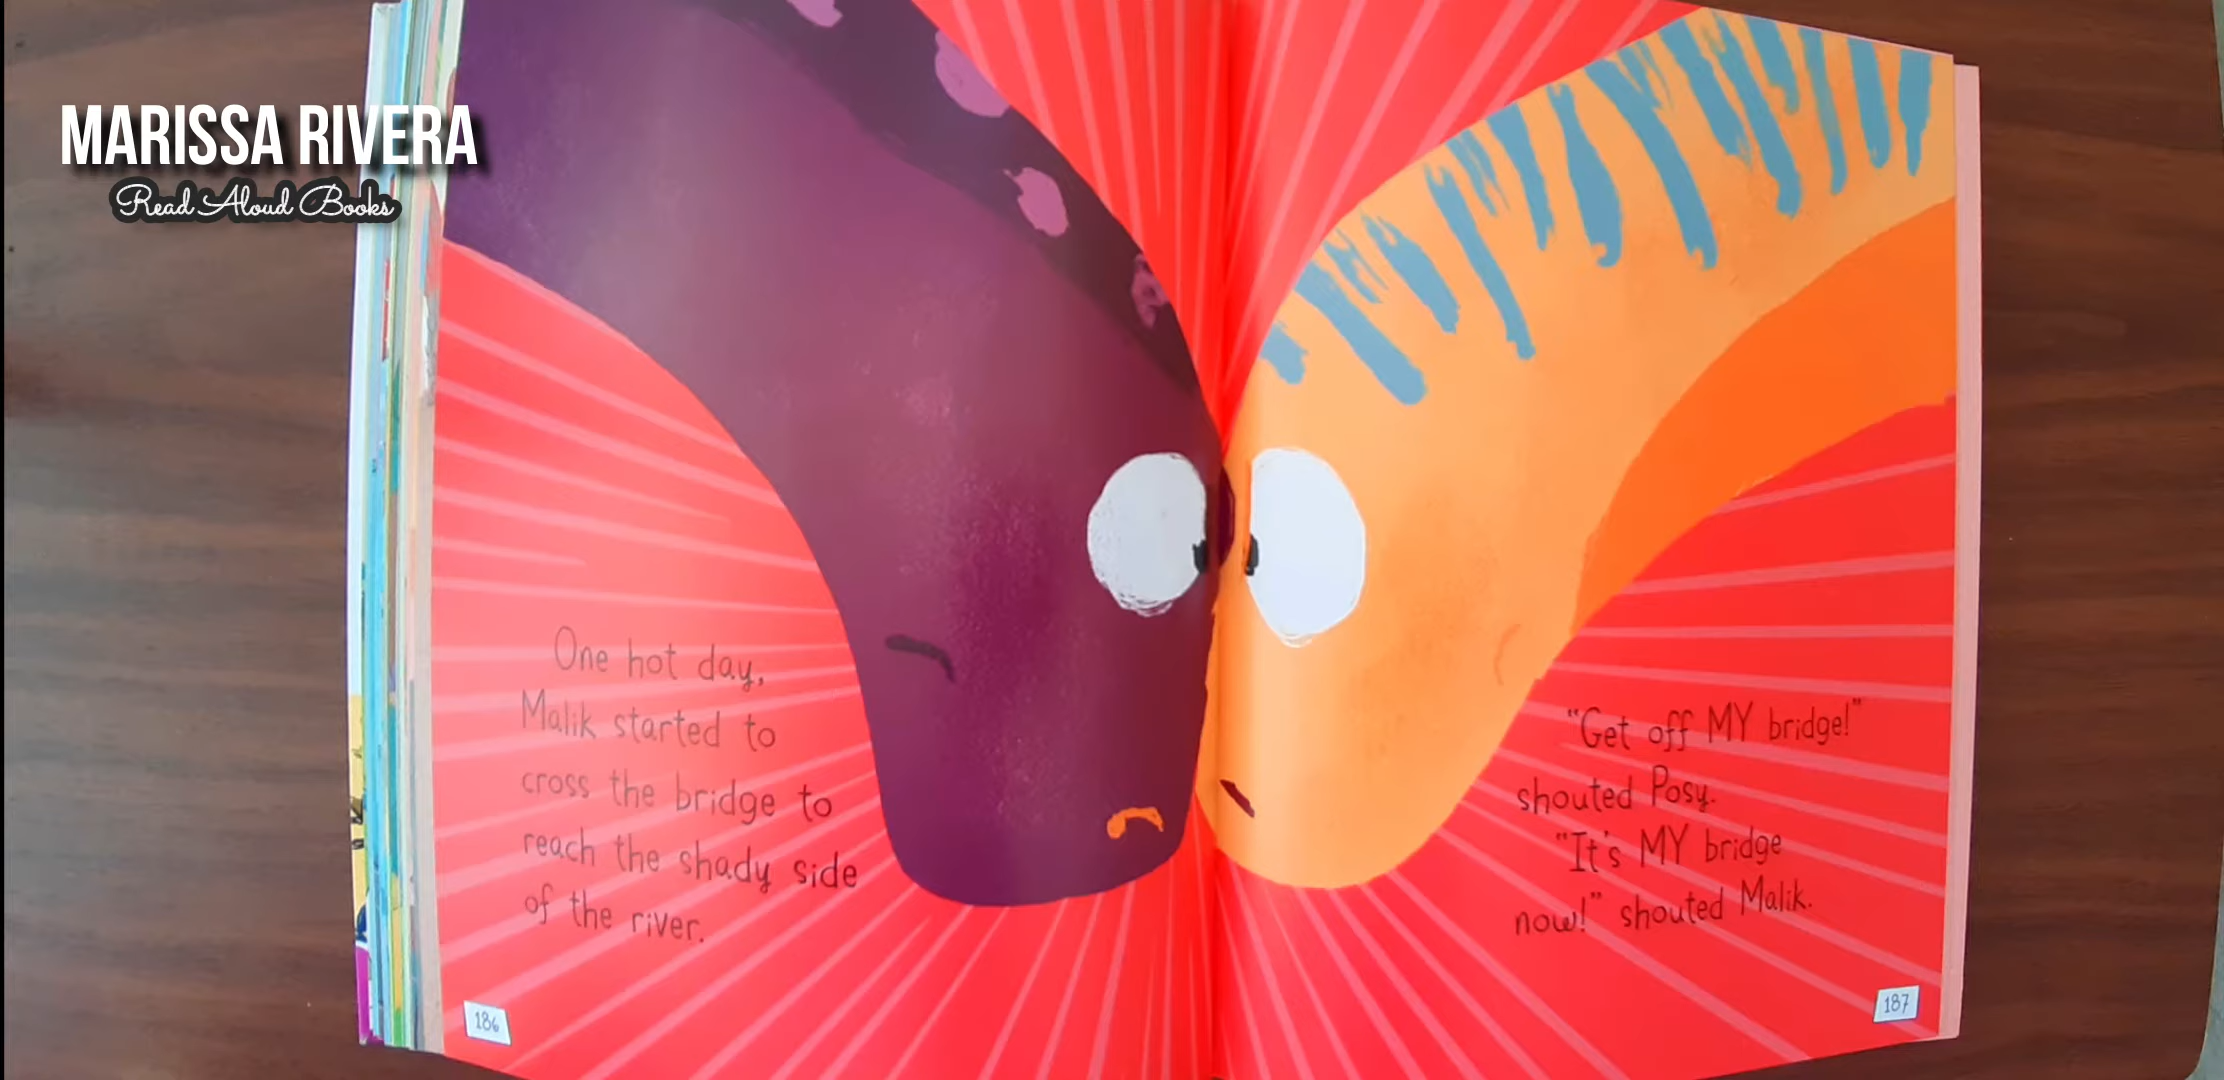 MARISSA RIVERA
Read Aloud Books
One hot day,
Malik started to
cross the bridge to
reach the shady side
of the river.
186
"Get off MY bridge!"
shouted Posy.
"It's MY bridge
now!" shouted Malik.
187